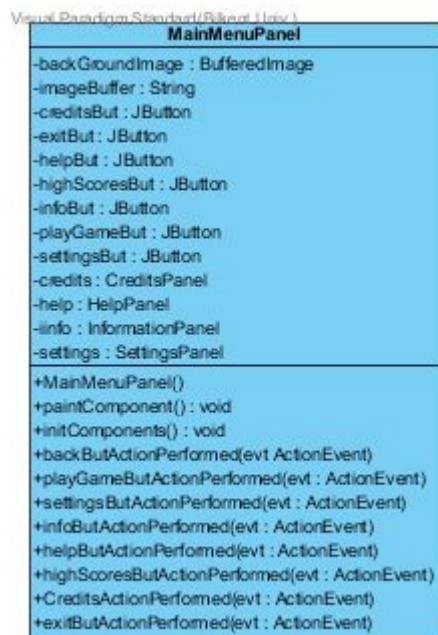 Visual Paradigm Standard(Bilkent Univ.)
MainMenuPanel
-backGroundImage : BufferedImage
-imageBuffer : String
-creditsBut : JButton
-exitBut : JButton
-helpBut : JButton
-highScoresBut : JButton
-infoBut : JButton
-playGameBut : JButton
-settingsBut : JButton
-credits : CreditsPanel
-help : HelpPanel
-iinfo : InformationPanel
-settings : SettingsPanel
+MainMenuPanel()
+paintComponent() : void
+initComponents() : void
+backButActionPerformed(evt ActionEvent)
+playGameButActionPerformed(evt : ActionEvent)
+settingsButActionPerformed(evt : ActionEvent)
+infoButActionPerformed(evt : ActionEvent)
+helpButActionPerformed(evt : ActionEvent)
+highScoresButActionPerformed(evt : ActionEvent)
+CreditsActionPerformed(evt : ActionEvent)
+exitButActionPerformed(evt : ActionEvent)